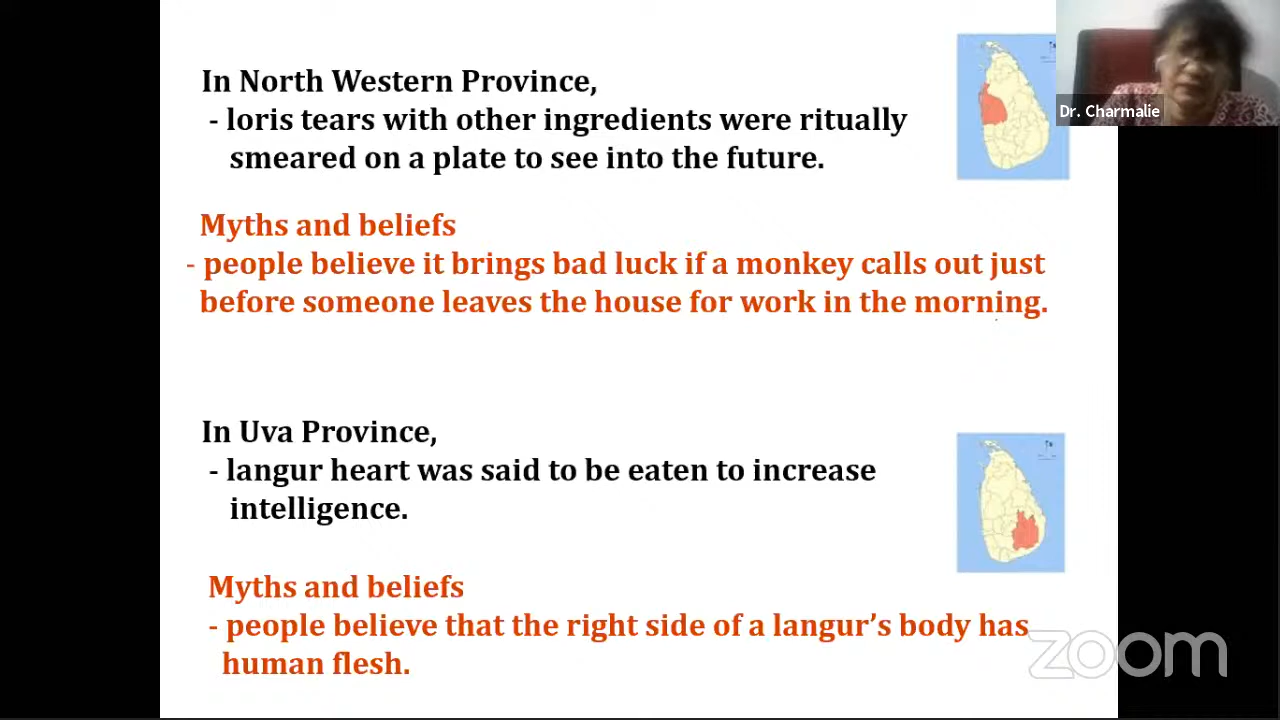 In North Western Province,
- loris tears with other ingredients were ritually
smeared on a plate to see into the future.
Dr. Charmalie
Myths and beliefs
- people believe it brings bad luck if a monkey calls out just
before someone leaves the house for work in the morning.
In Uva Province,
- langur heart was said to be eaten to increase
intelligence.
Myths and beliefs
- people believe that the right side of a langur’s body has
human flesh.
zoom